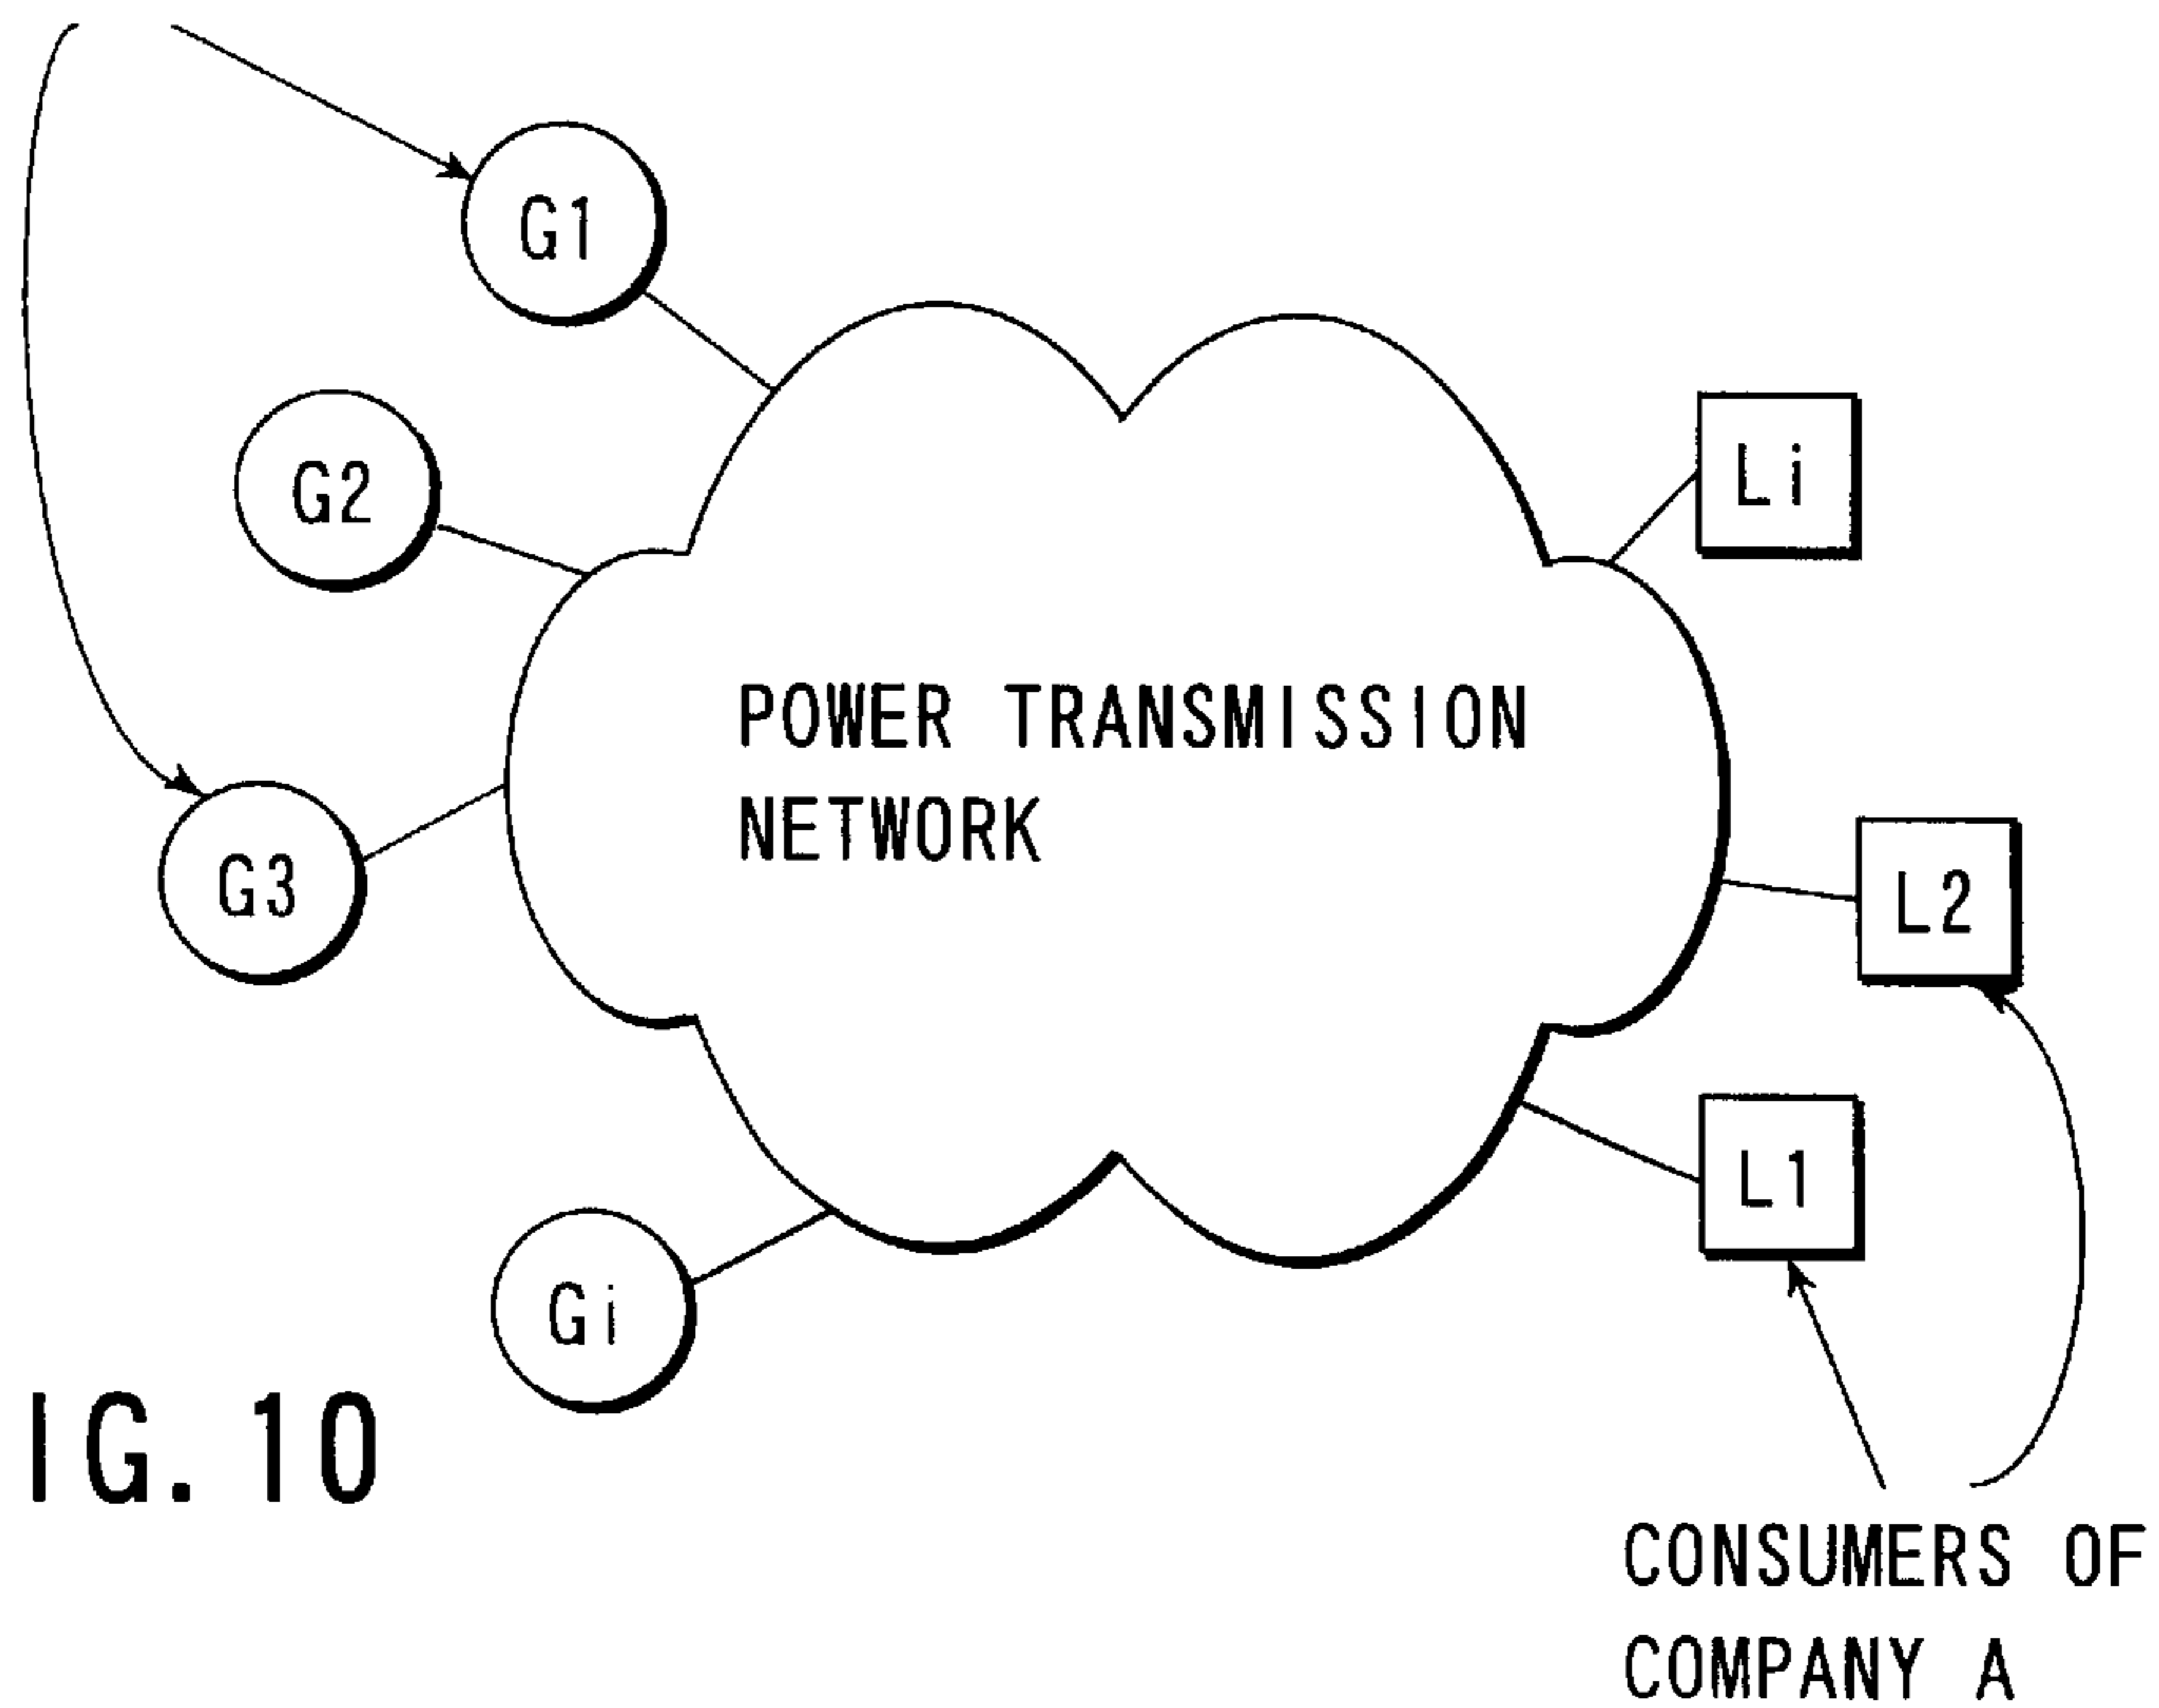 G1
G2
Li
POWER TRANSMISSION
NETWORK
G3
L2
L1
Gi
IG. 10
CONSUMERS OF
COMPANY A